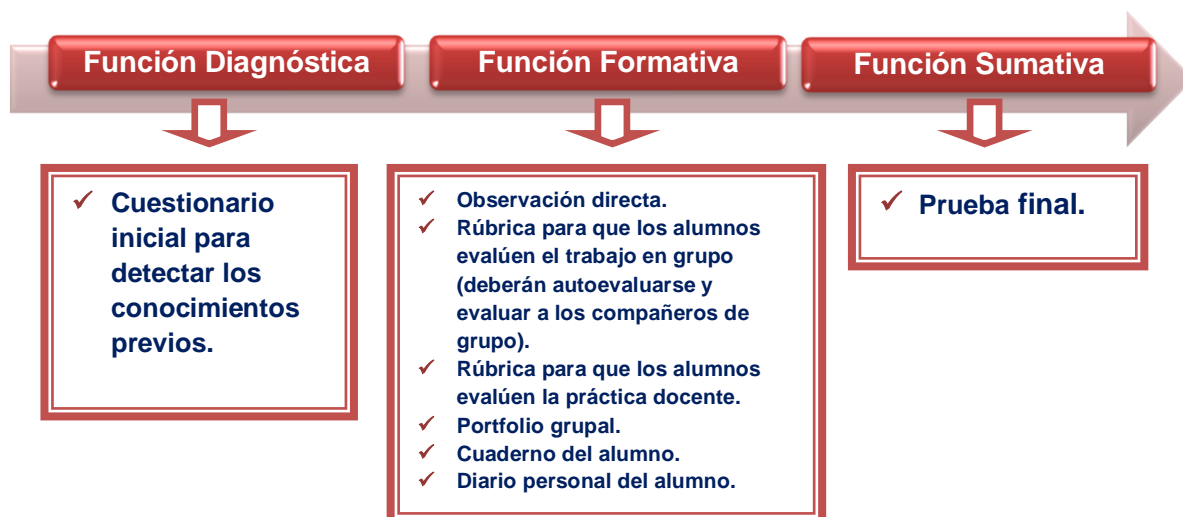 Función Diagnóstica
Función Formativa
Función Sumativa
✓ Cuestionario
inicial para
detectar los
conocimientos
previos.
✓ Observación directa.
✓ Rúbrica para que los alumnos
evalúen el trabajo en grupo
(deberán autoevaluarse y
evaluar a los compañeros de
grupo).
✓ Rúbrica para que los alumnos
evalúen la práctica docente.
✓ Portfolio grupal.
✓ Cuaderno del alumno.
✓ Diario personal del alumno.
✓ Prueba final.